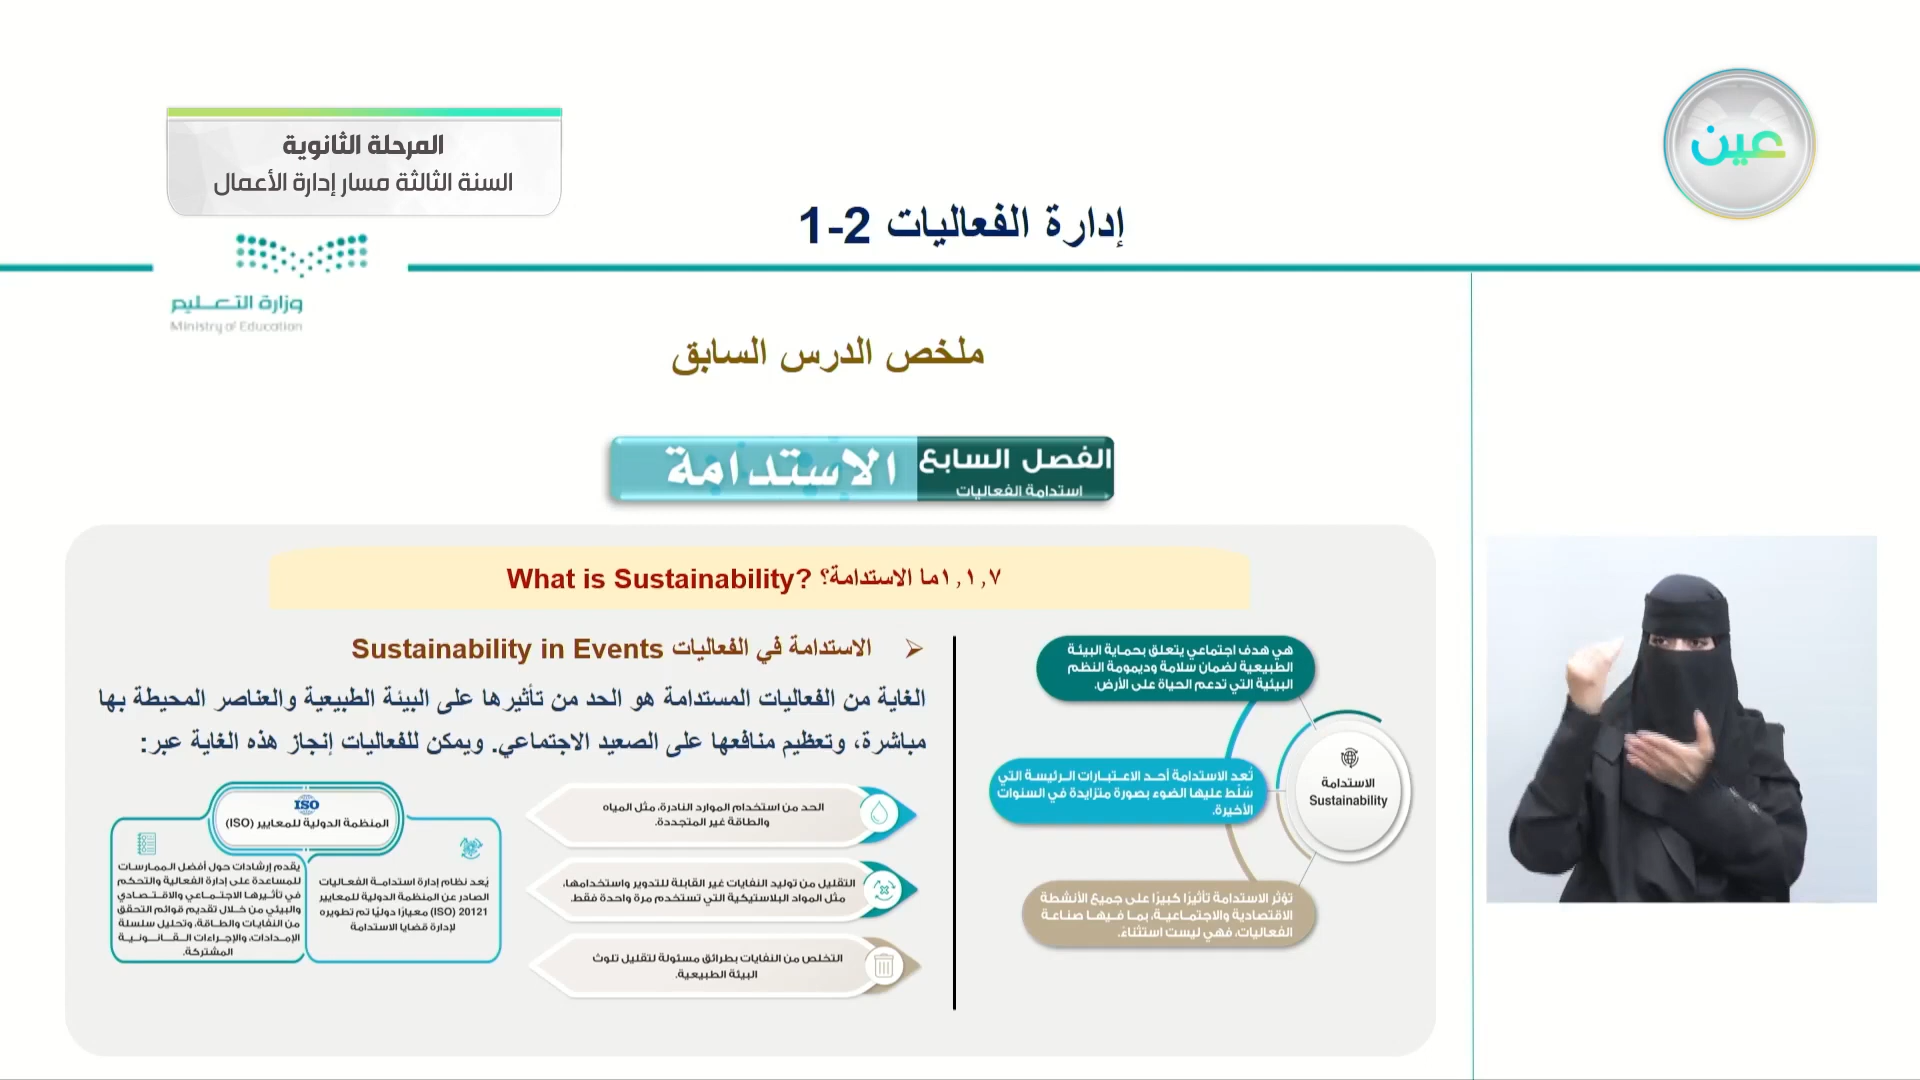 المرحلة الثانوية
السنة الثالثة مسار إدارة الأعمال
عين
إدارة الفعاليات 2-1
وزارة التعـــليم
Ministry of Education
ملخص الدرس السابق
الفصل السابع
استدامة الفعاليات
الاستدامة
١,١,٧ما الاستدامة؟ What is Sustainability?
هي هدف اجتماعي يتعلق بحماية البيئة
الطبيعية لضمان سلامة وديمومة النظم
البيئية التي تدعم الحياة على الأرض.
تُعد الاستدامة أحد الاعتبارات الرئيسة التي
سُلّط عليها الضوء بصورة متزايدة في السنوات
الأخيرة.
تؤثر الاستدامة تأثيرًا كبيرًا على جميع الأنشطة
الاقتصادية والاجتماعية، بما فيها صناعة
الفعاليات، فهي ليست استثناءً.
الاستدامة
Sustainability
الاستدامة في الفعاليات Sustainability in Events
الغاية من الفعاليات المستدامة هو الحد من تأثيرها على البيئة الطبيعية والعناصر المحيطة بها
مباشرة، وتعظيم منافعها على الصعيد الاجتماعي. ويمكن للفعاليات إنجاز هذه الغاية عبر:
الحد من استخدام الموارد النادرة، مثل المياه
والطاقة غير المتجددة.
التقليل من توليد النفايات غير القابلة للتدوير واستخدامها،
مثل المواد البلاستيكية التي تستخدم مرة واحدة فقط.
التخلص من النفايات بطرائق مسئولة لتقليل تلوث
البيئة الطبيعية.
ISO
المنظمة الدولية للمعايير (ISO)
يُعد نظام إدارة استدامة الفعاليات
الصادر عن المنظمة الدولية للمعايير
(ISO) 20121 معيارًا دوليًا تم تطويره
لإدارة قضايا الاستدامة
يقدم إرشادات حول أفضل الممارسات
للمساعدة على إدارة الفعالية والتحكم
في تأثيرها الاجتماعي والاقتصادي
والبيئي من خلال تقديم قوائم التحقق
من النفايات والطاقة، وتحليل سلسلة
الإمدادات، والإجراءات القانونية
المشتركة.